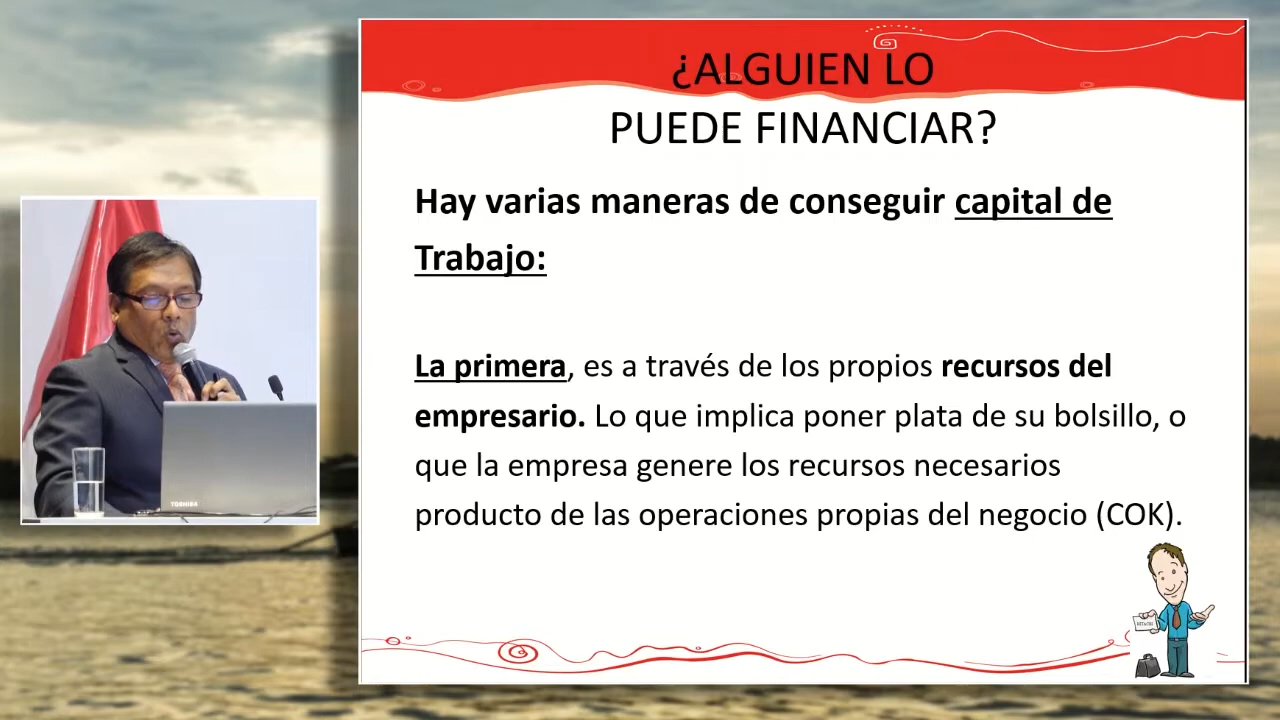 ¿ALGUIEN LO
PUEDE FINANCIAR?
Hay varias maneras de conseguir capital de
Trabajo:
La primera, es a través de los propios recursos del
empresario. Lo que implica poner plata de su bolsillo, o
que la empresa genere los recursos necesarios
producto de las operaciones propias del negocio (COK).
TOSHIBA